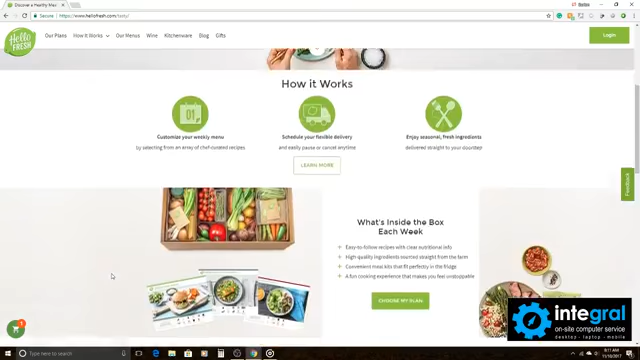 Discover a Healthy Mea
Secure
https://www.hellofresh.com/tasty/
Hello
FRESH
Our Plans
How It Works
Our Menus
Wine
Kitchenware
Blog
Gifts
Login
How it Works
01
Customize your weekly menu
by selecting from an array of chef-curated recipes
Schedule your flexible delivery
and easily pause or cancel anytime
Enjoy seasonal, fresh ingredients
delivered straight to your doorstep
LEARN MORE
Feedback
What's Inside the Box
Each Week
Easy-to-follow recipes with clear nutritional info
High quality ingredients sourced straight from the farm
Convenient meal kits that fit perfectly in the fridge
A fun cooking experience that makes you feel unstoppable
CHOOSE MY PLAN
integral
on-site computer service
desktop • laptop • mobile
Type here to search
9:11 AM